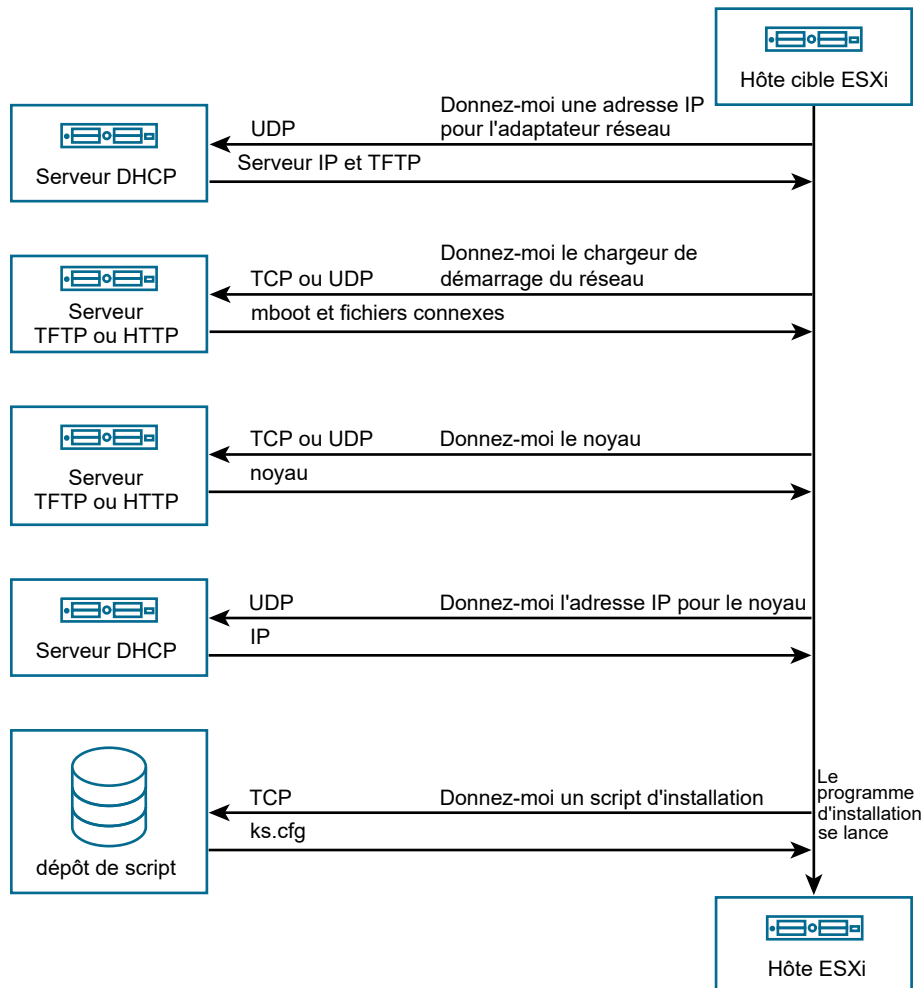 Hôte cible ESXi
Donnez-moi une adresse IP
pour l'adaptateur réseau
UDP
Serveur IP et TFTP
Serveur DHCP
Donnez-moi le chargeur de
démarrage du réseau
TCP ou UDP
mboot et fichiers connexes
Serveur
TFTP ou HTTP
TCP ou UDP
Donnez-moi le noyau
noyau
Serveur
TFTP ou HTTP
UDP
Donnez-moi l'adresse IP pour le noyau
IP
Serveur DHCP
TCP
Donnez-moi un script d'installation
ks.cfg
dépôt de script
Le
programme
d'installation
se lance
Hôte ESXi